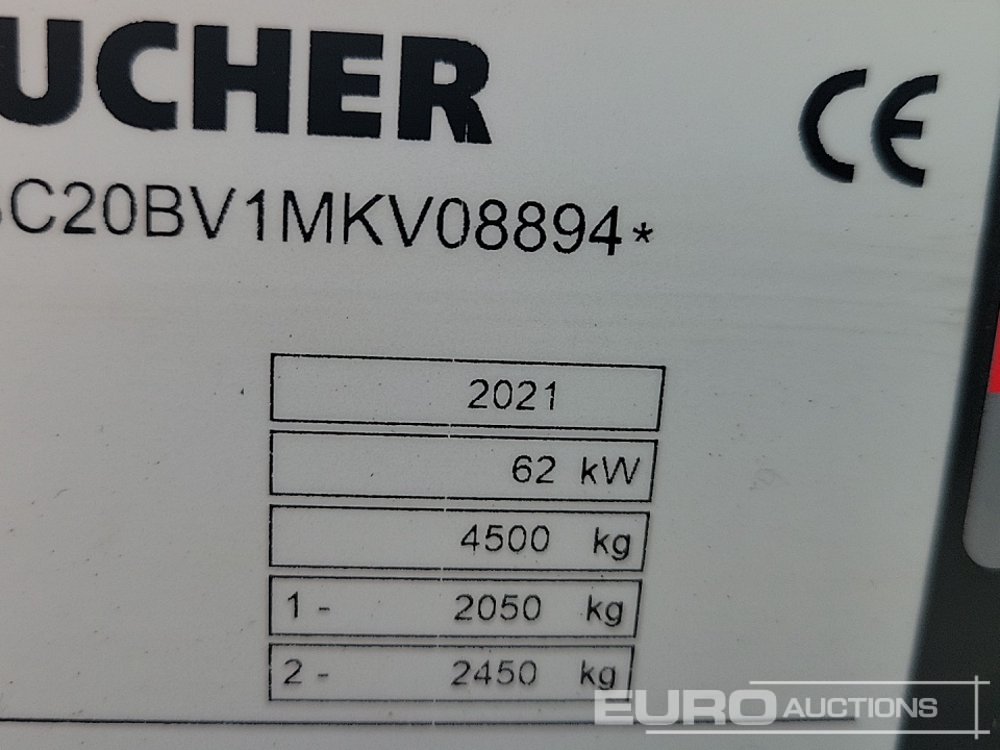 UCHER CE
C20BV1MKV08894*
2021
62 kW
4500 kg
1 - 2050 kg
2 - 2450 kg
EURO AUCTIONS